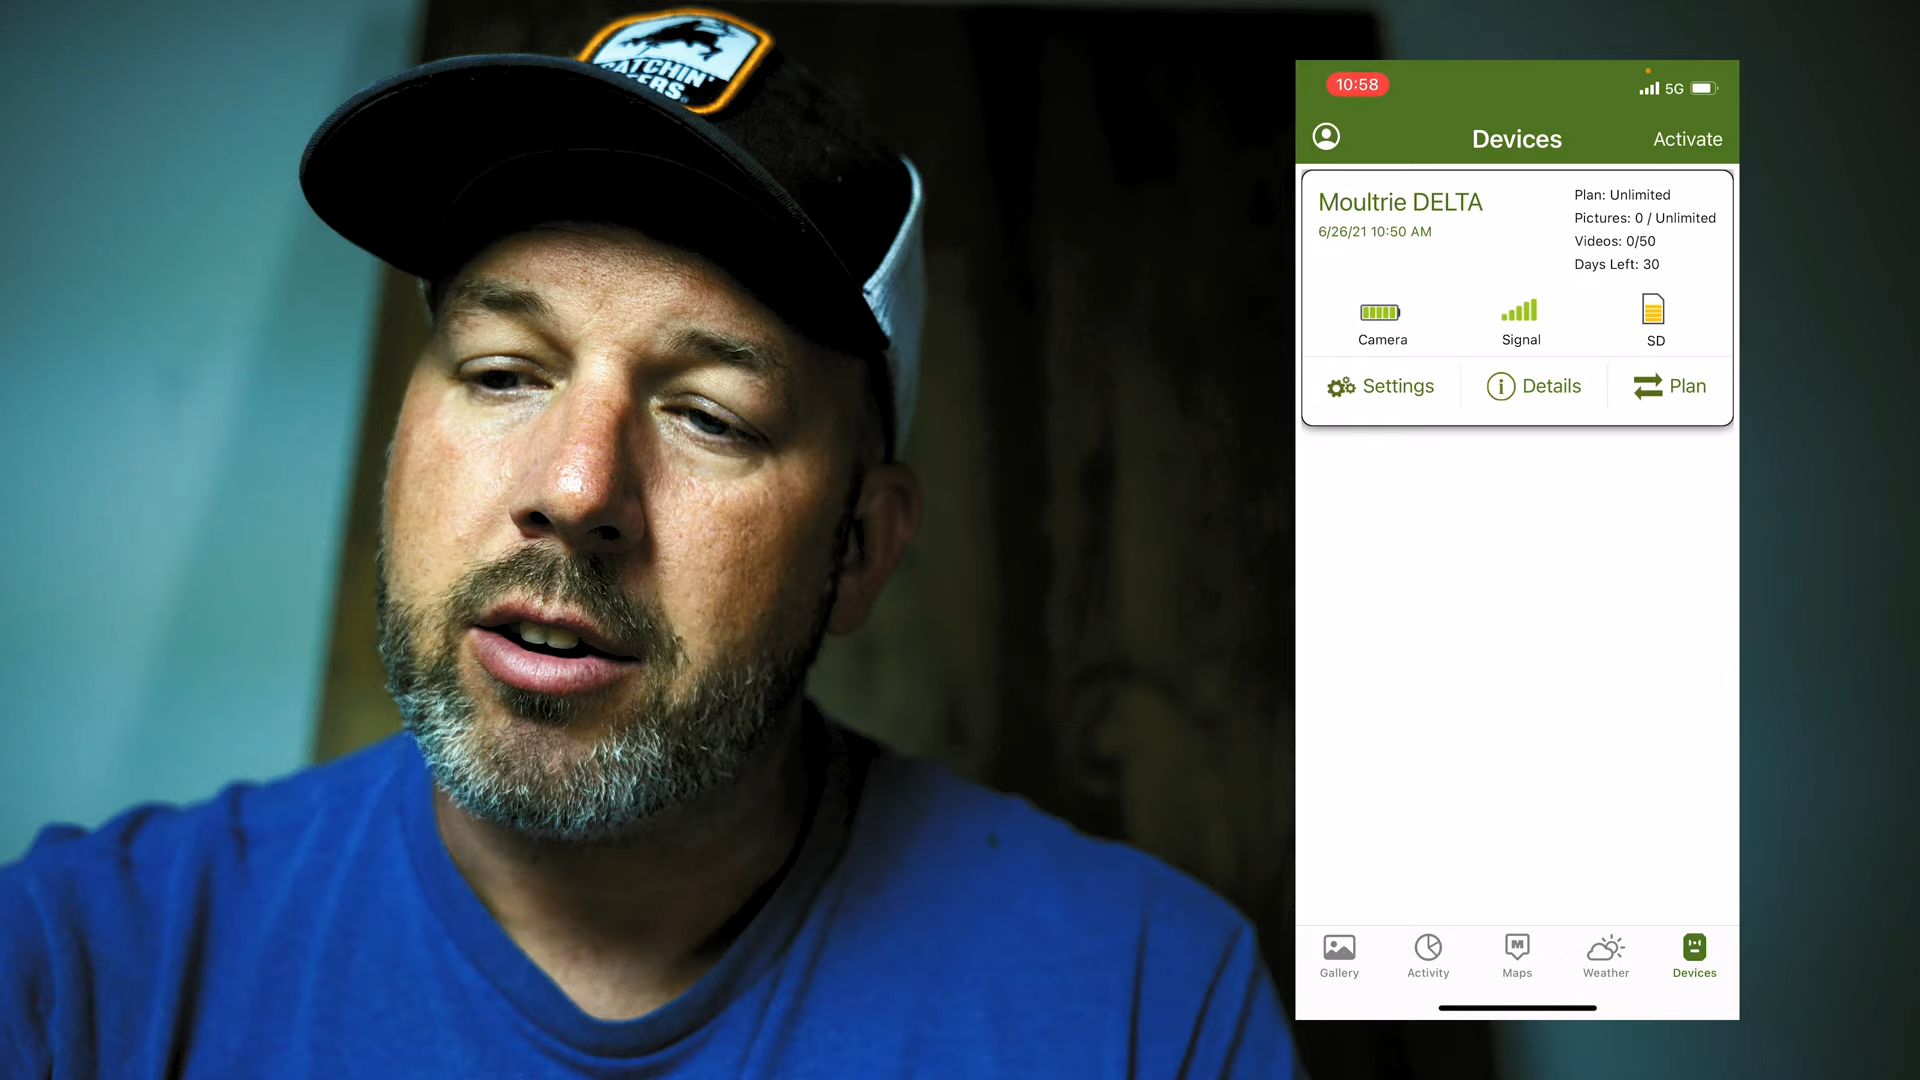 CATCHIN'
10:58
5G
Devices
Activate
Moultrie DELTA
6/26/21 10:50 AM
Plan: Unlimited
Pictures: 0 / Unlimited
Videos: 0/50
Days Left: 30
Camera
Signal
SD
Settings
Details
Plan
Gallery
Activity
Maps
Weather
Devices